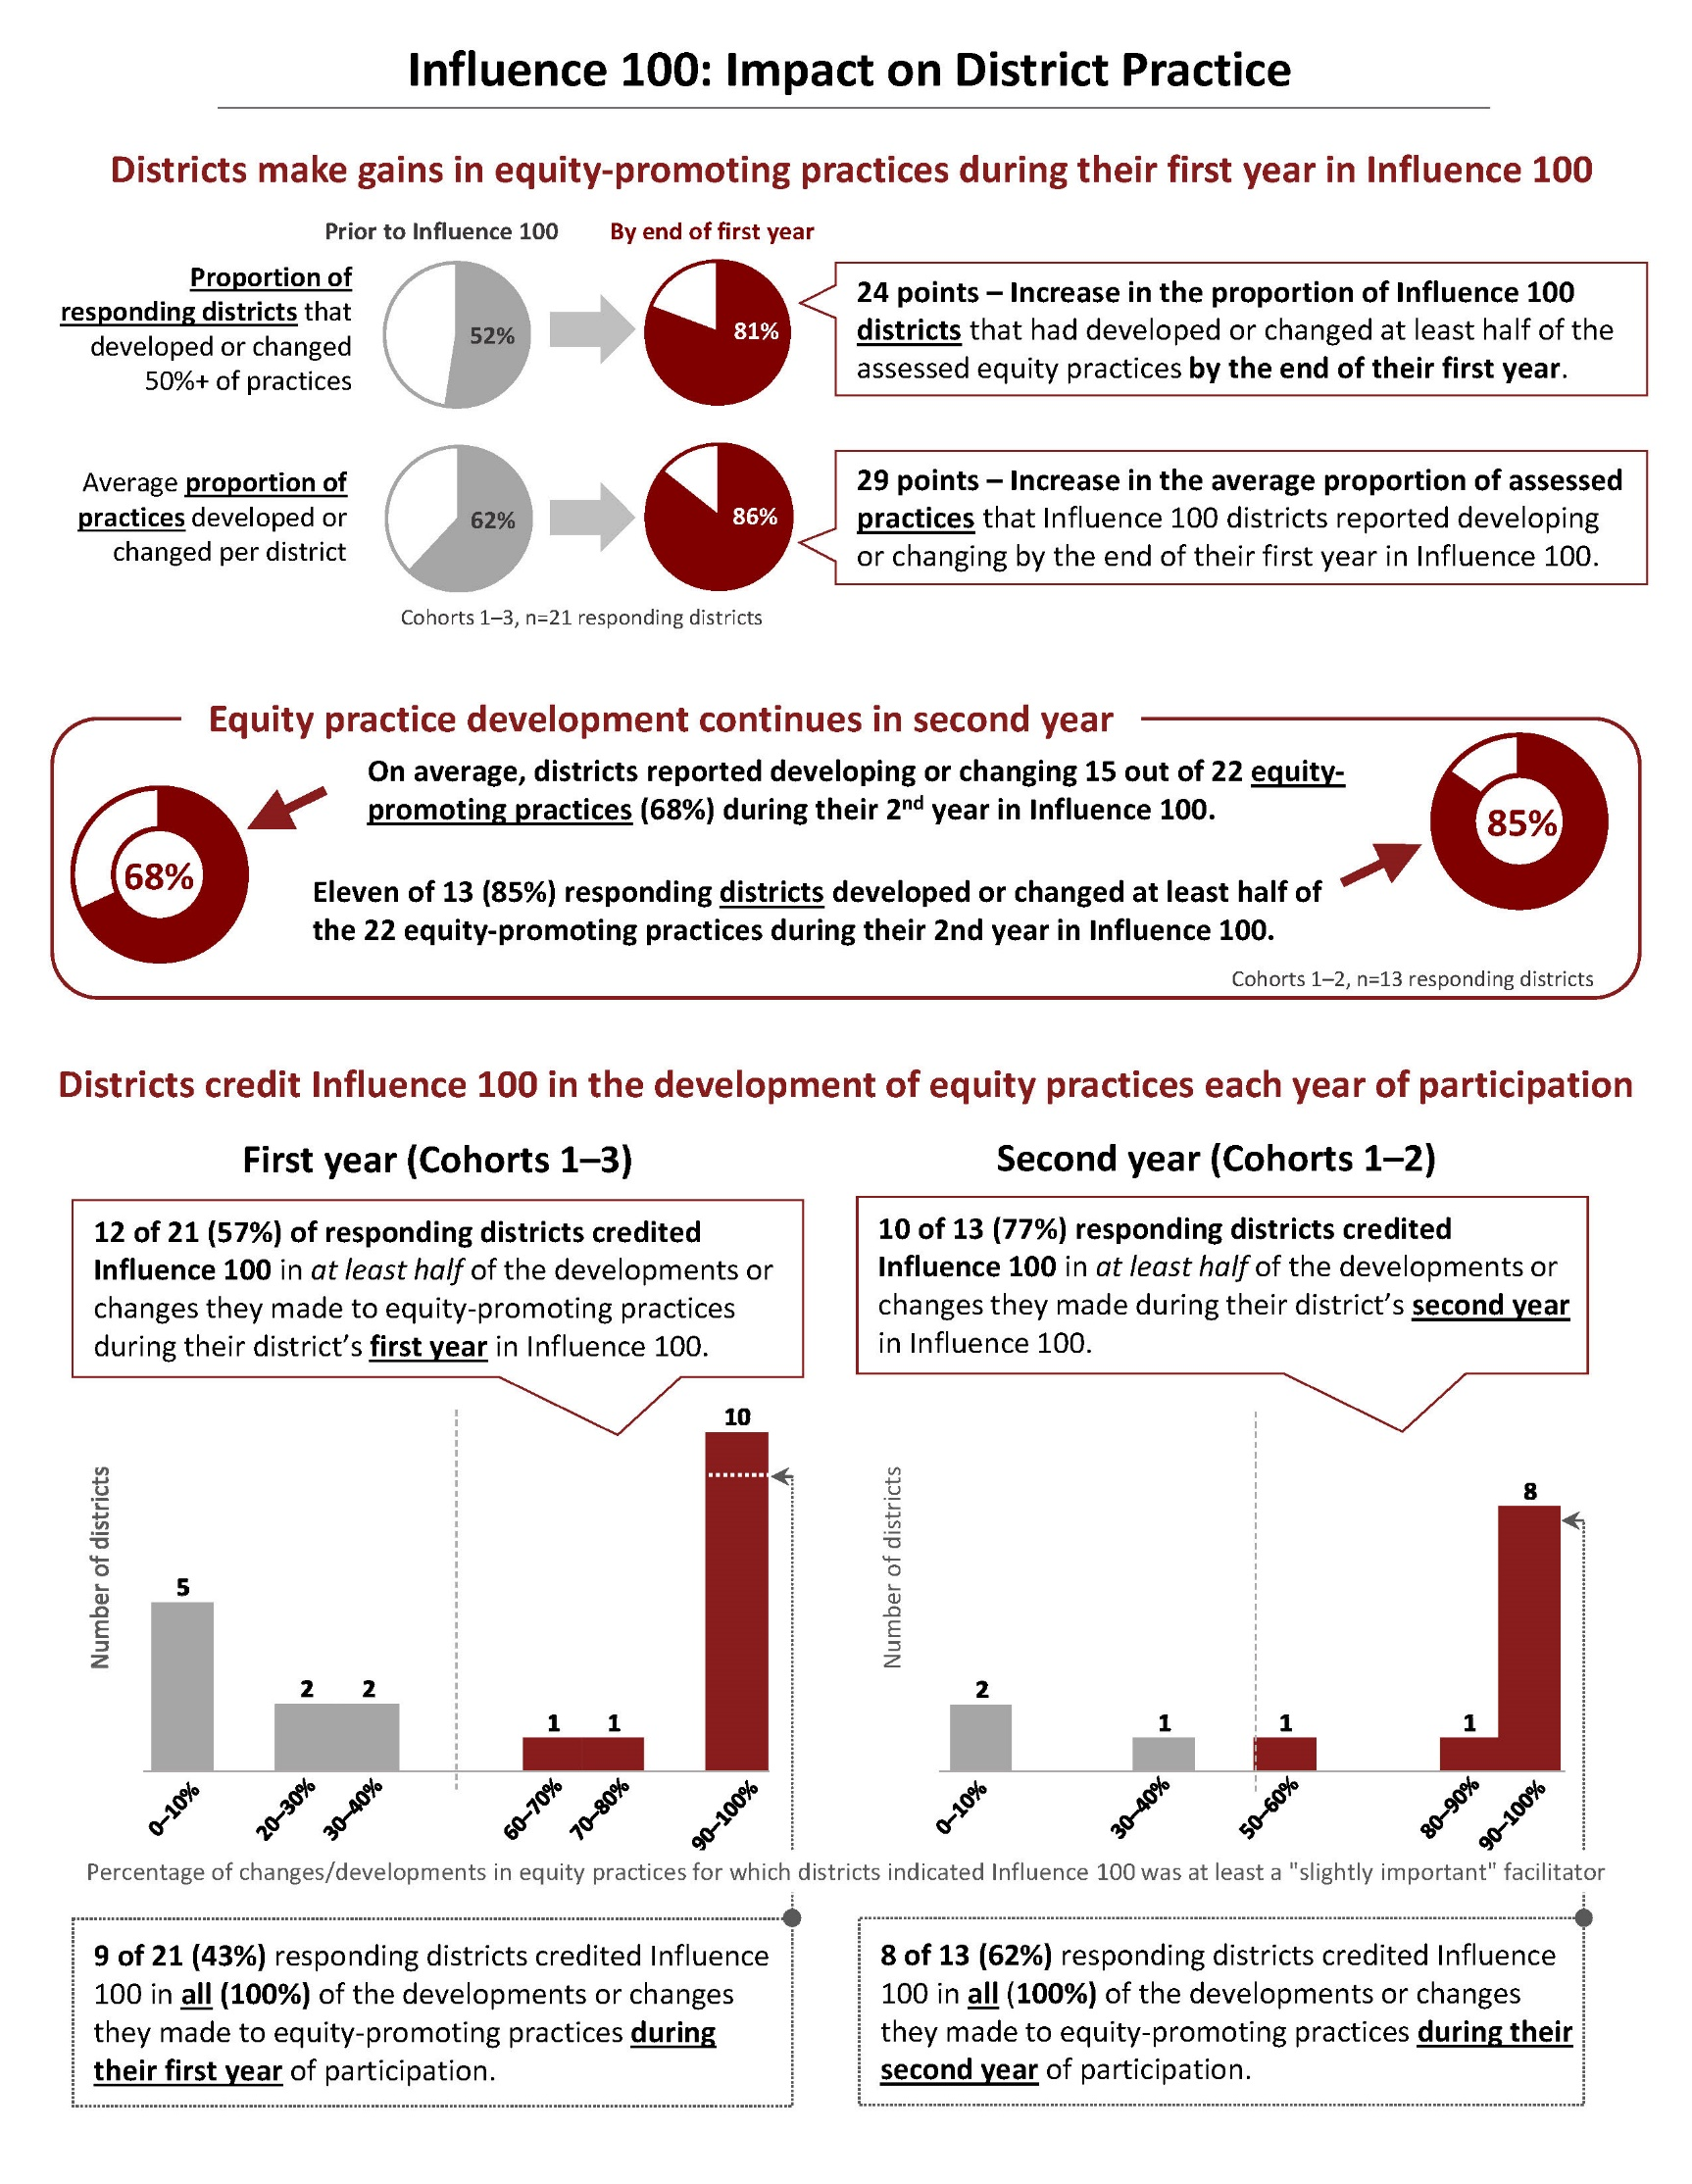 Influence 100: Impact on District Practice
Districts make gains in equity-promoting practices during their first year in Influence 100
Prior to Influence 100
By end of first year
Proportion of
responding districts that
developed or changed
50%+ of practices
52%
81%
24 points – Increase in the proportion of Influence 100
districts that had developed or changed at least half of the
assessed equity practices by the end of their first year.
Average proportion of
practices developed or
changed per district
62%
86%
29 points – Increase in the average proportion of assessed
practices that Influence 100 districts reported developing
or changing by the end of their first year in Influence 100.
Cohorts 1–3, n=21 responding districts
Equity practice development continues in second year
On average, districts reported developing or changing 15 out of 22 equity-
promoting practices (68%) during their 2nd year in Influence 100.
68%
85%
Eleven of 13 (85%) responding districts developed or changed at least half of
the 22 equity-promoting practices during their 2nd year in Influence 100.
Cohorts 1–2, n=13 responding districts
Districts credit Influence 100 in the development of equity practices each year of participation
First year (Cohorts 1–3)
12 of 21 (57%) of responding districts credited
Influence 100 in at least half of the developments or
changes they made to equity-promoting practices
during their district's first year in Influence 100.
Number of districts
5
2
2
1
1
10
0–10%
20–30%
30–40%
60–70%
70–80%
90–100%
Second year (Cohorts 1–2)
10 of 13 (77%) responding districts credited
Influence 100 in at least half of the developments or
changes they made during their district's second year
in Influence 100.
Number of districts
2
1
1
1
8
0–10%
30–40%
50–60%
80–90%
90–100%
Percentage of changes/developments in equity practices for which districts indicated Influence 100 was at least a "slightly important" facilitator
9 of 21 (43%) responding districts credited Influence
100 in all (100%) of the developments or changes
they made to equity-promoting practices during
their first year of participation.
8 of 13 (62%) responding districts credited Influence
100 in all (100%) of the developments or changes
they made to equity-promoting practices during their
second year of participation.